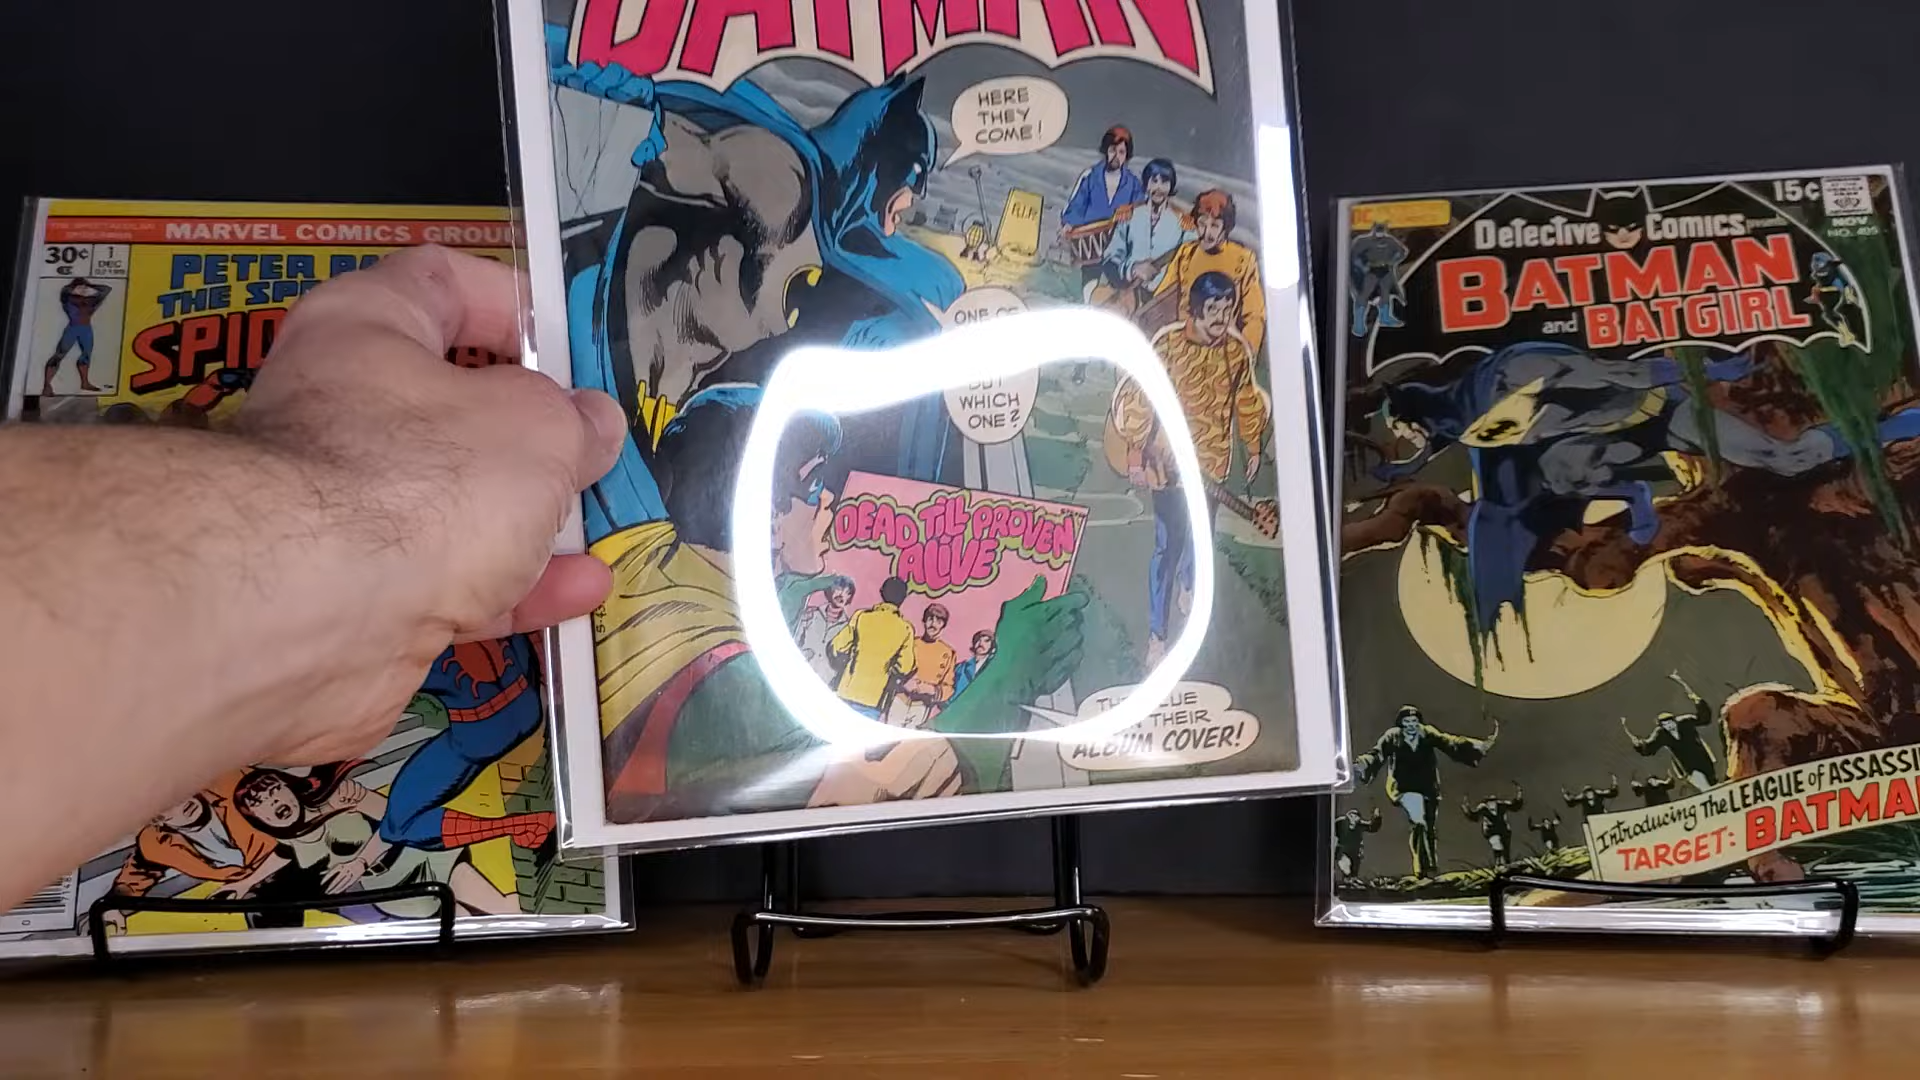 BATMAN
HERE
THEY
COME!
ONE OF
BUT
WHICH
ONE?
DEAD TILL PROVEN
ALIVE
THEIR
ALBUM COVER!
MARVEL COMICS GROUP
30¢
1
DEC
PETER PA
THE SP
SPID
15¢
NOV
NO. 405
Detective Comics
BATMAN
and BATGIRL
Introducing The LEAGUE of ASSASSI
TARGET: BATMA